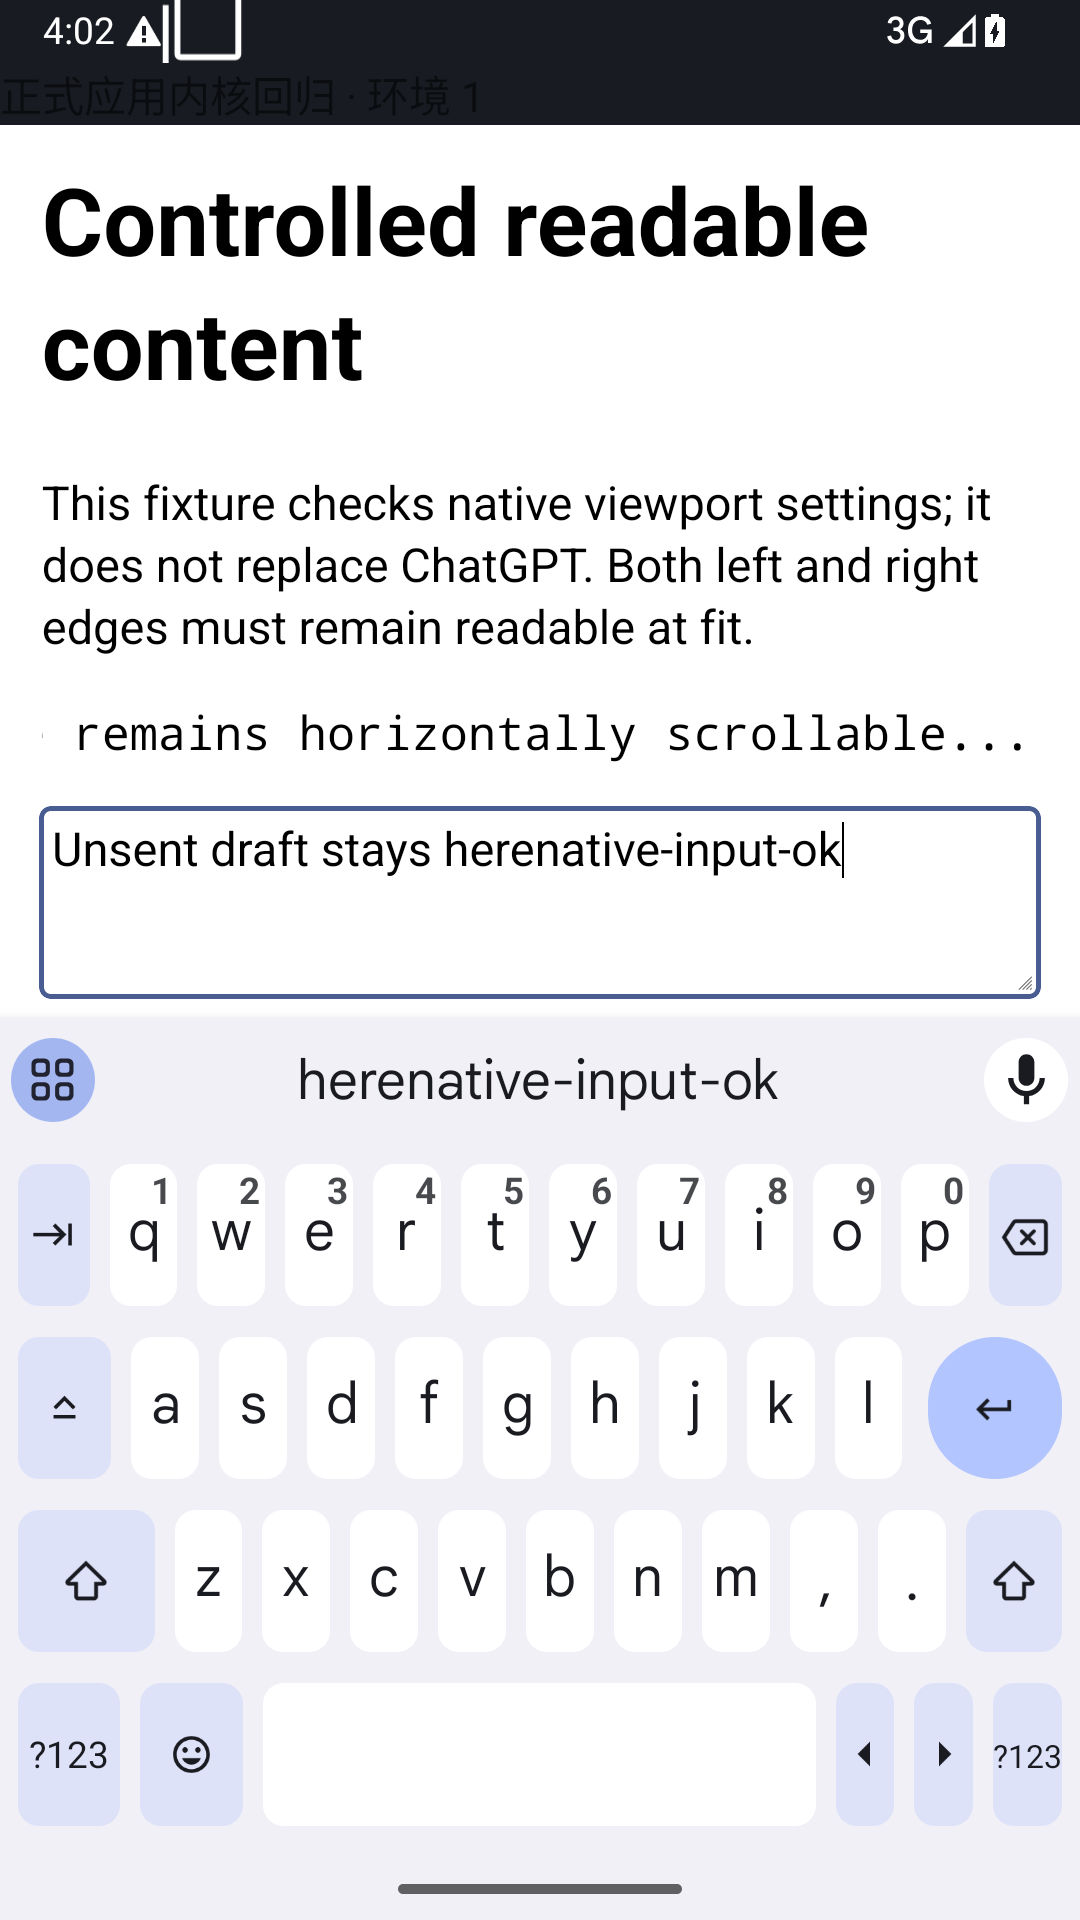 4:02
3G
正式应用内核回归 · 环境 1
Controlled readable
content
This fixture checks native viewport settings; it
does not replace ChatGPT. Both left and right
edges must remain readable at fit.
remains horizontally scrollable...
Unsent draft stays herenative-input-ok
herenative-input-ok
1 2 3 4 5 6 7 8 9 0
q w e r t y u i o p
a s d f g h j k l
z x c v b n m , .
?123 ?123